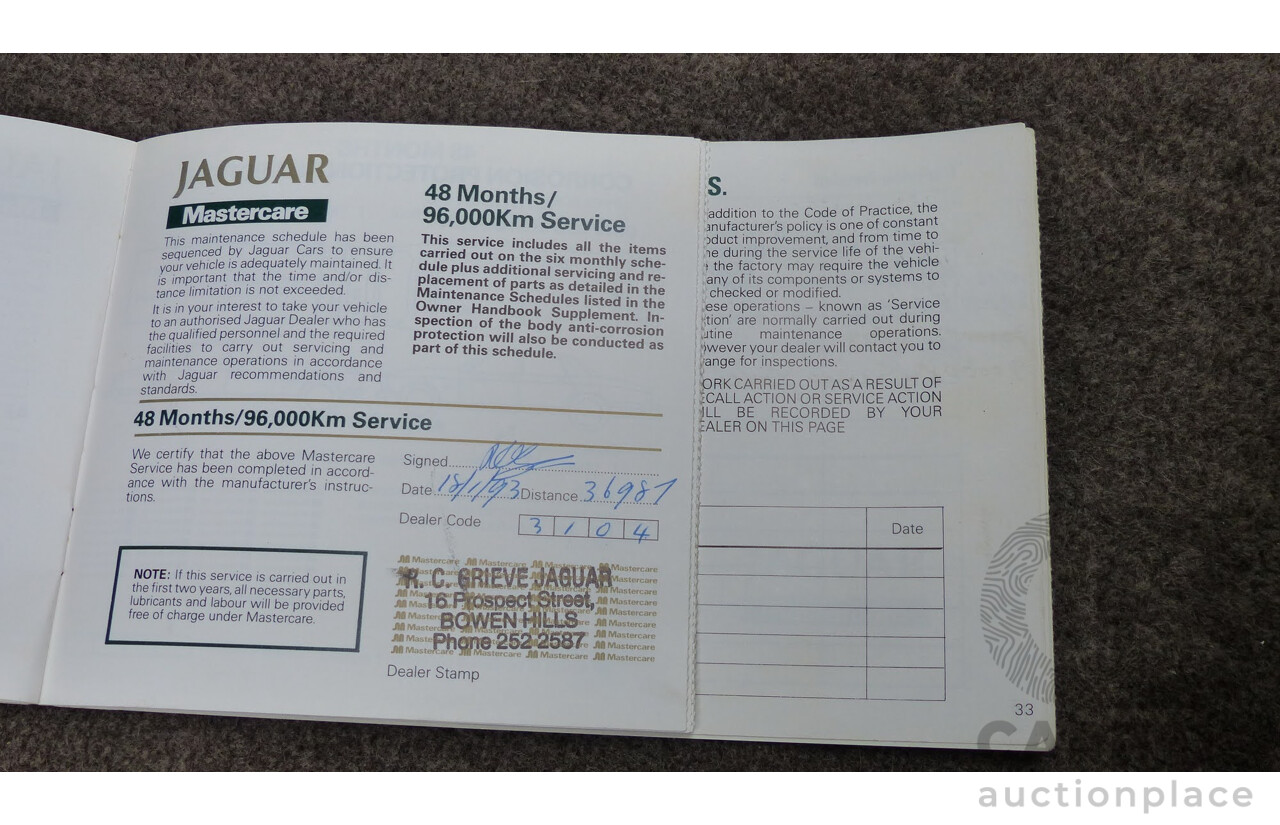 JAGUAR
Mastercare
This maintenance schedule has been
sequenced by Jaguar Cars to ensure
your vehicle is adequately maintained. It
is important that the time and/or dis-
tance limitation is not exceeded.
It is in your interest to take your vehicle
to an authorised Jaguar Dealer who has
the qualified personnel and the required
facilities to carry out servicing and
maintenance operations in accordance
with Jaguar recommendations and
standards.
48 Months/
96,000Km Service
This service includes all the items
carried out on the six monthly sche-
dule plus additional servicing and re-
placement of parts as detailed in the
Maintenance Schedules listed in the
Owner Handbook Supplement. In-
spection of the body anti-corrosion
protection will also be conducted as
part of this schedule.
48 Months/96,000Km Service
We certify that the above Mastercare
Service has been completed in accord-
ance with the manufacturer's instruc-
tions.
Signed
Date 18/1/93 Distance 36987
Dealer Code 3 1 0 4
NOTE: If this service is carried out in
the first two years, all necessary parts,
lubricants and labour will be provided
free of charge under Mastercare.
R. C. GRIEVE JAGUAR
16 Prospect Street,
BOWEN HILLS
Phone 252 2587
Dealer Stamp
S.
addition to the Code of Practice, the
anufacturer's policy is one of constant
oduct improvement, and from time to
ne during the service life of the vehi-
the factory may require the vehicle
any of its components or systems to
checked or modified.
ese operations – known as 'Service
tion' are normally carried out during
utine maintenance operations.
owever your dealer will contact you to
ange for inspections.
ORK CARRIED OUT AS A RESULT OF
ECALL ACTION OR SERVICE ACTION
ILL BE RECORDED BY YOUR
EALER ON THIS PAGE
Date
33
CA
auctionplace